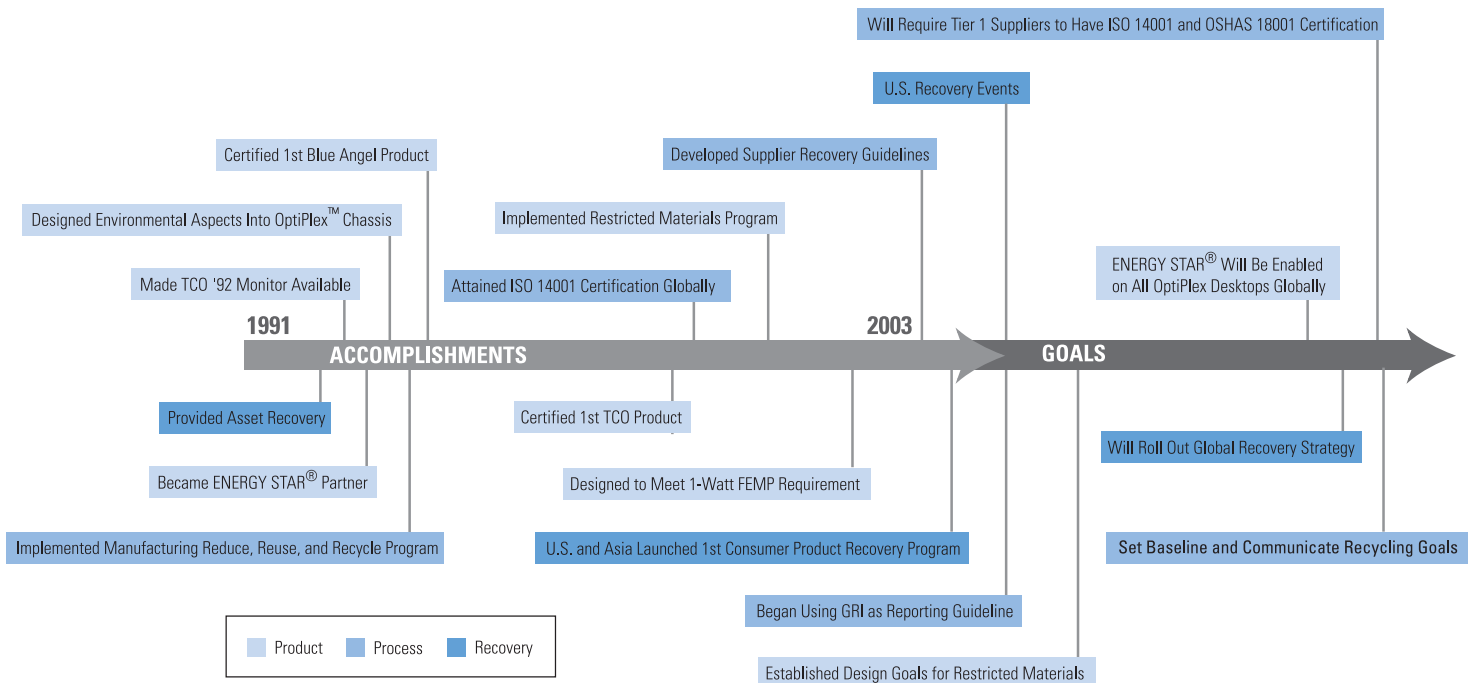 Will Require Tier 1 Suppliers to Have ISO 14001 and OSHAS 18001 Certification
U.S. Recovery Events
Certified 1st Blue Angel Product
Developed Supplier Recovery Guidelines
Designed Environmental Aspects Into OptiPlex™ Chassis
Implemented Restricted Materials Program
Made TCO '92 Monitor Available
Attained ISO 14001 Certification Globally
ENERGY STAR® Will Be Enabled
on All OptiPlex Desktops Globally
1991
2003
ACCOMPLISHMENTS
GOALS
Provided Asset Recovery
Certified 1st TCO Product
Will Roll Out Global Recovery Strategy
Became ENERGY STAR® Partner
Designed to Meet 1-Watt FEMP Requirement
Implemented Manufacturing Reduce, Reuse, and Recycle Program
U.S. and Asia Launched 1st Consumer Product Recovery Program
Set Baseline and Communicate Recycling Goals
Began Using GRI as Reporting Guideline
Product
Process
Recovery
Established Design Goals for Restricted Materials